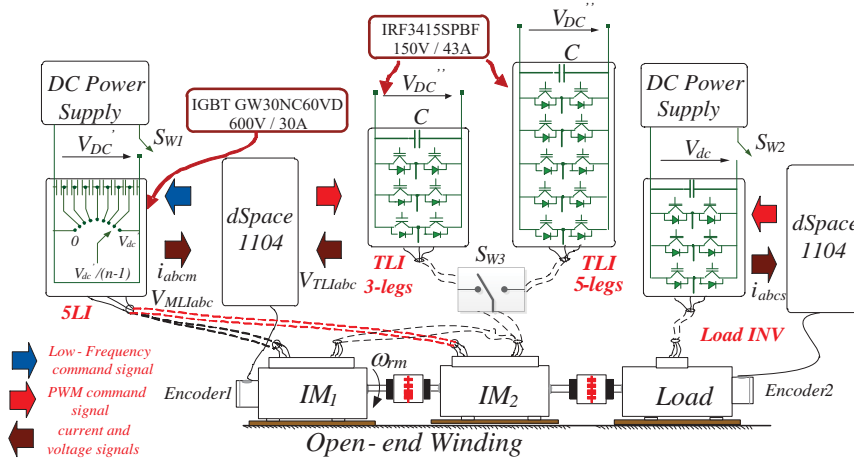 IRF3415SPBF
150V / 43A
V_DC''
C
V_DC''
C
DC Power
Supply
IGBT GW30NC60VD
600V / 30A
S_W1
V_DC'
DC Power
Supply
S_W2
V_dc
dSpace
1104
dSpace
1104
0
V_dc'
V_dc'/(n-1)
i_abcm
V_TLIabc
TLI
3-legs
S_W3
TLI
5-legs
i_abcs
5LI
V_MLIabc
Load INV
Low - Frequency
command signal
PWM command
signal
current and
voltage signals
Encoder1
IM1
ω_rm
IM2
Load
Encoder2
Open - end Winding